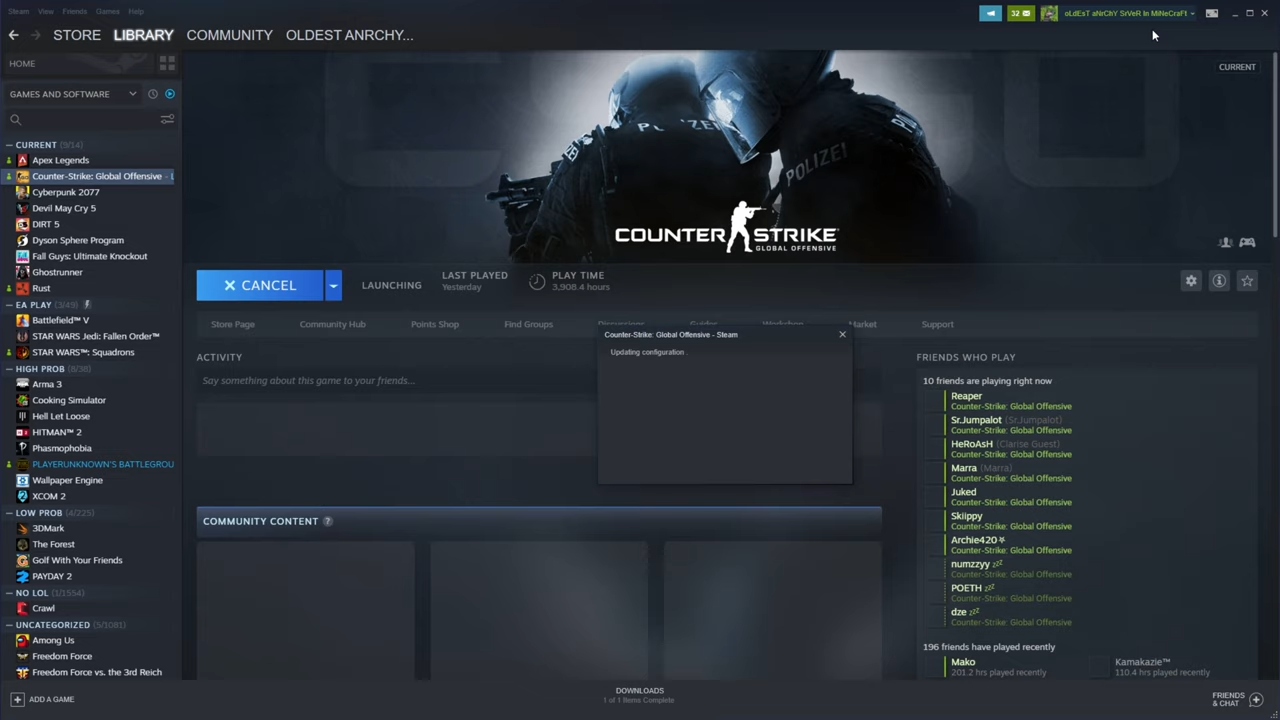 Steam View Friends Games Help
32 oLdEsT aNrChY SrVeR In MiNeCraFt
STORE LIBRARY COMMUNITY OLDEST ANRCHY...
HOME
CURRENT
GAMES AND SOFTWARE
CURRENT (9/14)
Apex Legends
Counter-Strike: Global Offensive - L
Cyberpunk 2077
Devil May Cry 5
DIRT 5
Dyson Sphere Program
Fall Guys: Ultimate Knockout
Ghostrunner
Rust
EA PLAY (3/49)
Battlefield™ V
STAR WARS Jedi: Fallen Order™
STAR WARS™: Squadrons
HIGH PROB (8/38)
Arma 3
Cooking Simulator
Hell Let Loose
HITMAN™ 2
Phasmophobia
PLAYERUNKNOWN'S BATTLEGROU
Wallpaper Engine
XCOM 2
LOW PROB (4/225)
3DMark
The Forest
Golf With Your Friends
PAYDAY 2
NO LOL (1/1554)
Crawl
UNCATEGORIZED (5/1081)
Among Us
Freedom Force
Freedom Force vs. the 3rd Reich
ADD A GAME
POLIZEI
POLIZEI
COUNTER STRIKE
GLOBAL OFFENSIVE
CANCEL
LAUNCHING
LAST PLAYED
Yesterday
PLAY TIME
3,908.4 hours
Store Page Community Hub Points Shop Find Groups Discussions Guides Workshop Market Support
Counter-Strike: Global Offensive - Steam
Updating configuration .
ACTIVITY
Say something about this game to your friends...
COMMUNITY CONTENT ?
FRIENDS WHO PLAY
10 friends are playing right now
Reaper
Counter-Strike: Global Offensive
Sr.Jumpalot (Sr.Jumpalot)
Counter-Strike: Global Offensive
HeRoAsH (Clarise Guest)
Counter-Strike: Global Offensive
Marra (Marra)
Counter-Strike: Global Offensive
Juked
Counter-Strike: Global Offensive
Skiippy
Counter-Strike: Global Offensive
Archie420
Counter-Strike: Global Offensive
numzzyy zzz
Counter-Strike: Global Offensive
POETH zzz
Counter-Strike: Global Offensive
dze zzz
Counter-Strike: Global Offensive
196 friends have played recently
Mako
201.2 hrs played recently
Kamakazie™
110.4 hrs played recently
DOWNLOADS
1 of 1 Items Complete
FRIENDS
& CHAT